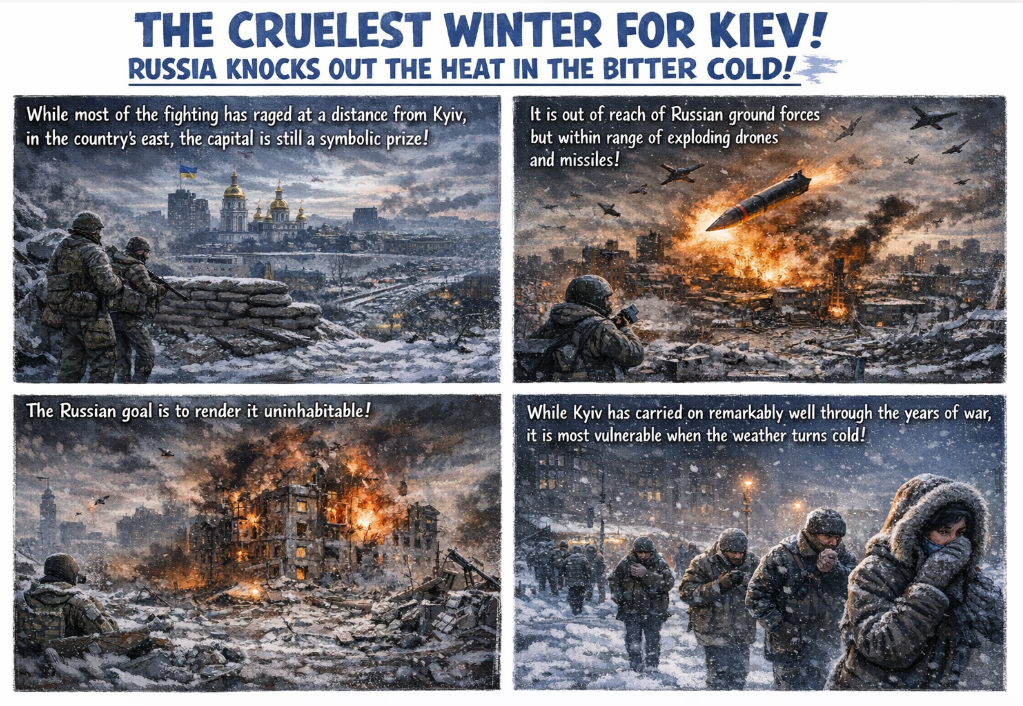 THE CRUELEST WINTER FOR KIEV!
RUSSIA KNOCKS OUT THE HEAT IN THE BITTER COLD!
While most of the fighting has raged at a distance from Kyiv,
in the country's east, the capital is still a symbolic prize!
It is out of reach of Russian ground forces
but within range of exploding drones
and missiles!
The Russian goal is to render it uninhabitable!
While Kyiv has carried on remarkably well through the years of war,
it is most vulnerable when the weather turns cold!